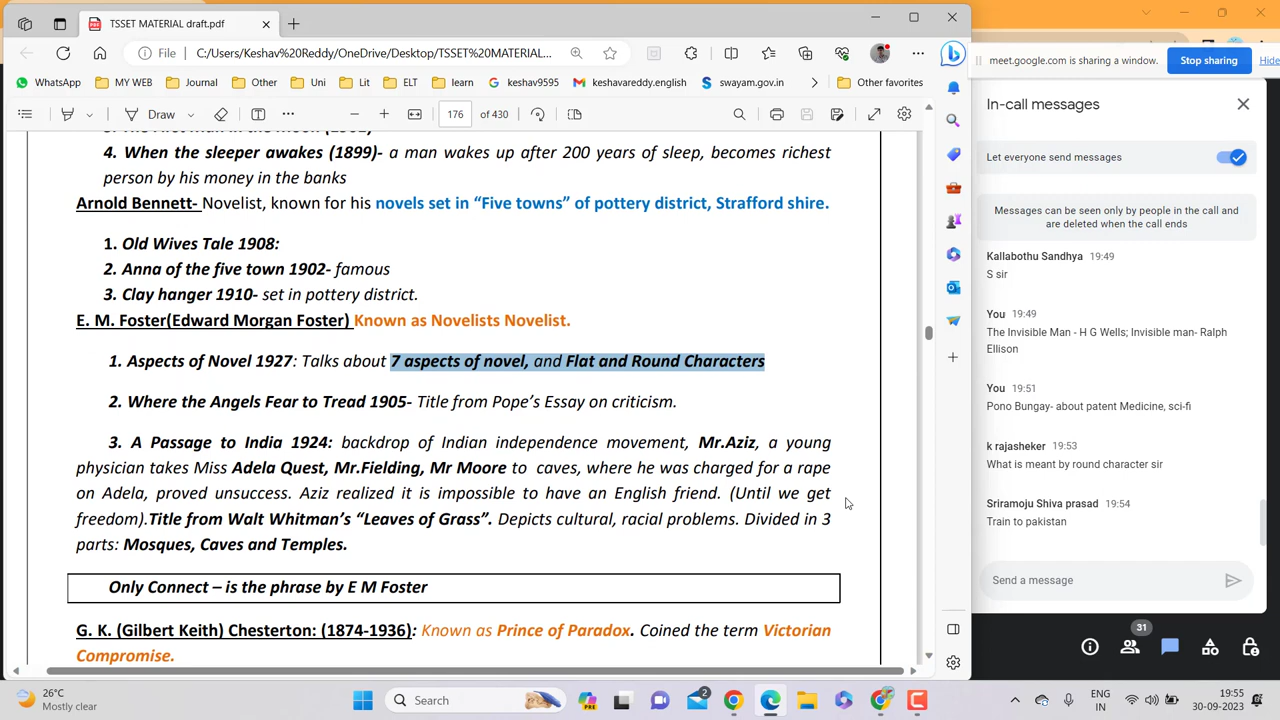 TSSET MATERIAL draft.pdf
File
C:/Users/Keshav%20Reddy/OneDrive/Desktop/TSSET%20MATERIAL...
WhatsApp
MY WEB
Journal
Other
Uni
Lit
ELT
learn
keshav9595
keshavareddy.english
swayam.gov.in
Other favorites
Draw
176 of 430
4. When the sleeper awakes (1899)- a man wakes up after 200 years of sleep, becomes richest
person by his money in the banks
Arnold Bennett- Novelist, known for his novels set in “Five towns” of pottery district, Strafford shire.
1. Old Wives Tale 1908:
2. Anna of the five town 1902- famous
3. Clay hanger 1910- set in pottery district.
E. M. Foster(Edward Morgan Foster) Known as Novelists Novelist.
1. Aspects of Novel 1927: Talks about 7 aspects of novel, and Flat and Round Characters
2. Where the Angels Fear to Tread 1905- Title from Pope’s Essay on criticism.
3. A Passage to India 1924: backdrop of Indian independence movement, Mr.Aziz, a young
physician takes Miss Adela Quest, Mr.Fielding, Mr Moore to caves, where he was charged for a rape
on Adela, proved unsuccess. Aziz realized it is impossible to have an English friend. (Until we get
freedom).Title from Walt Whitman’s “Leaves of Grass”. Depicts cultural, racial problems. Divided in 3
parts: Mosques, Caves and Temples.
Only Connect – is the phrase by E M Foster
G. K. (Gilbert Keith) Chesterton: (1874-1936): Known as Prince of Paradox. Coined the term Victorian
Compromise.
meet.google.com is sharing a window.
Stop sharing
Hide
In-call messages
Let everyone send messages
Messages can be seen only by people in the call and
are deleted when the call ends
Kallabothu Sandhya 19:49
S sir
You 19:49
The Invisible Man - H G Wells; Invisible man- Ralph
Ellison
You 19:51
Pono Bungay- about patent Medicine, sci-fi
k rajasheker 19:53
What is meant by round character sir
Sriramoju Shiva prasad 19:54
Train to pakistan
Send a message
31
26°C
Mostly clear
Search
PRE
2
ENG
IN
19:55
30-09-2023